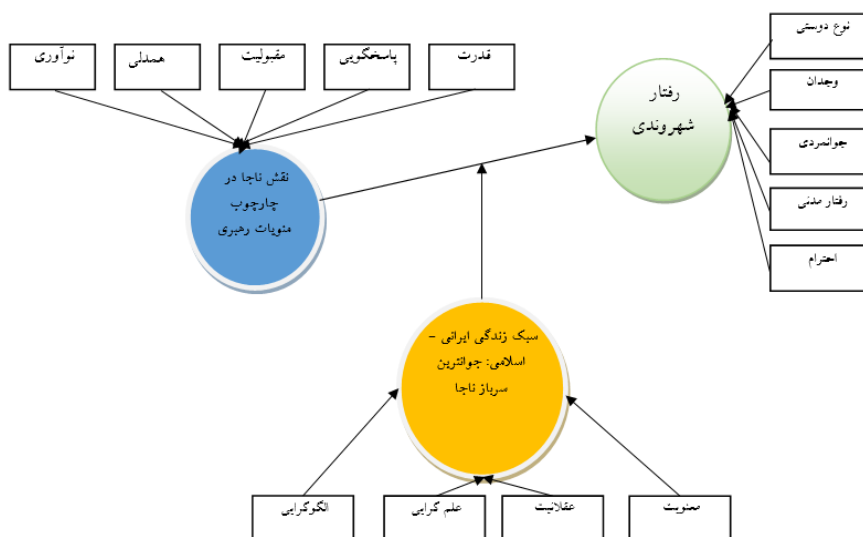 نوع دوستی
قدرت
پاسخگویی
مقبولیت
همدلی
نوآوری
وجدان
رفتار
شهروندی
جوانمردی
رفتار مدنی
احترام
نقش ناجا در
چارچوب
منویات رهبری
سبک زندگی ایرانی –
اسلامی: جوانترین
سرباز ناجا
معنویت
عقلانیت
علم گرایی
الگوگرایی